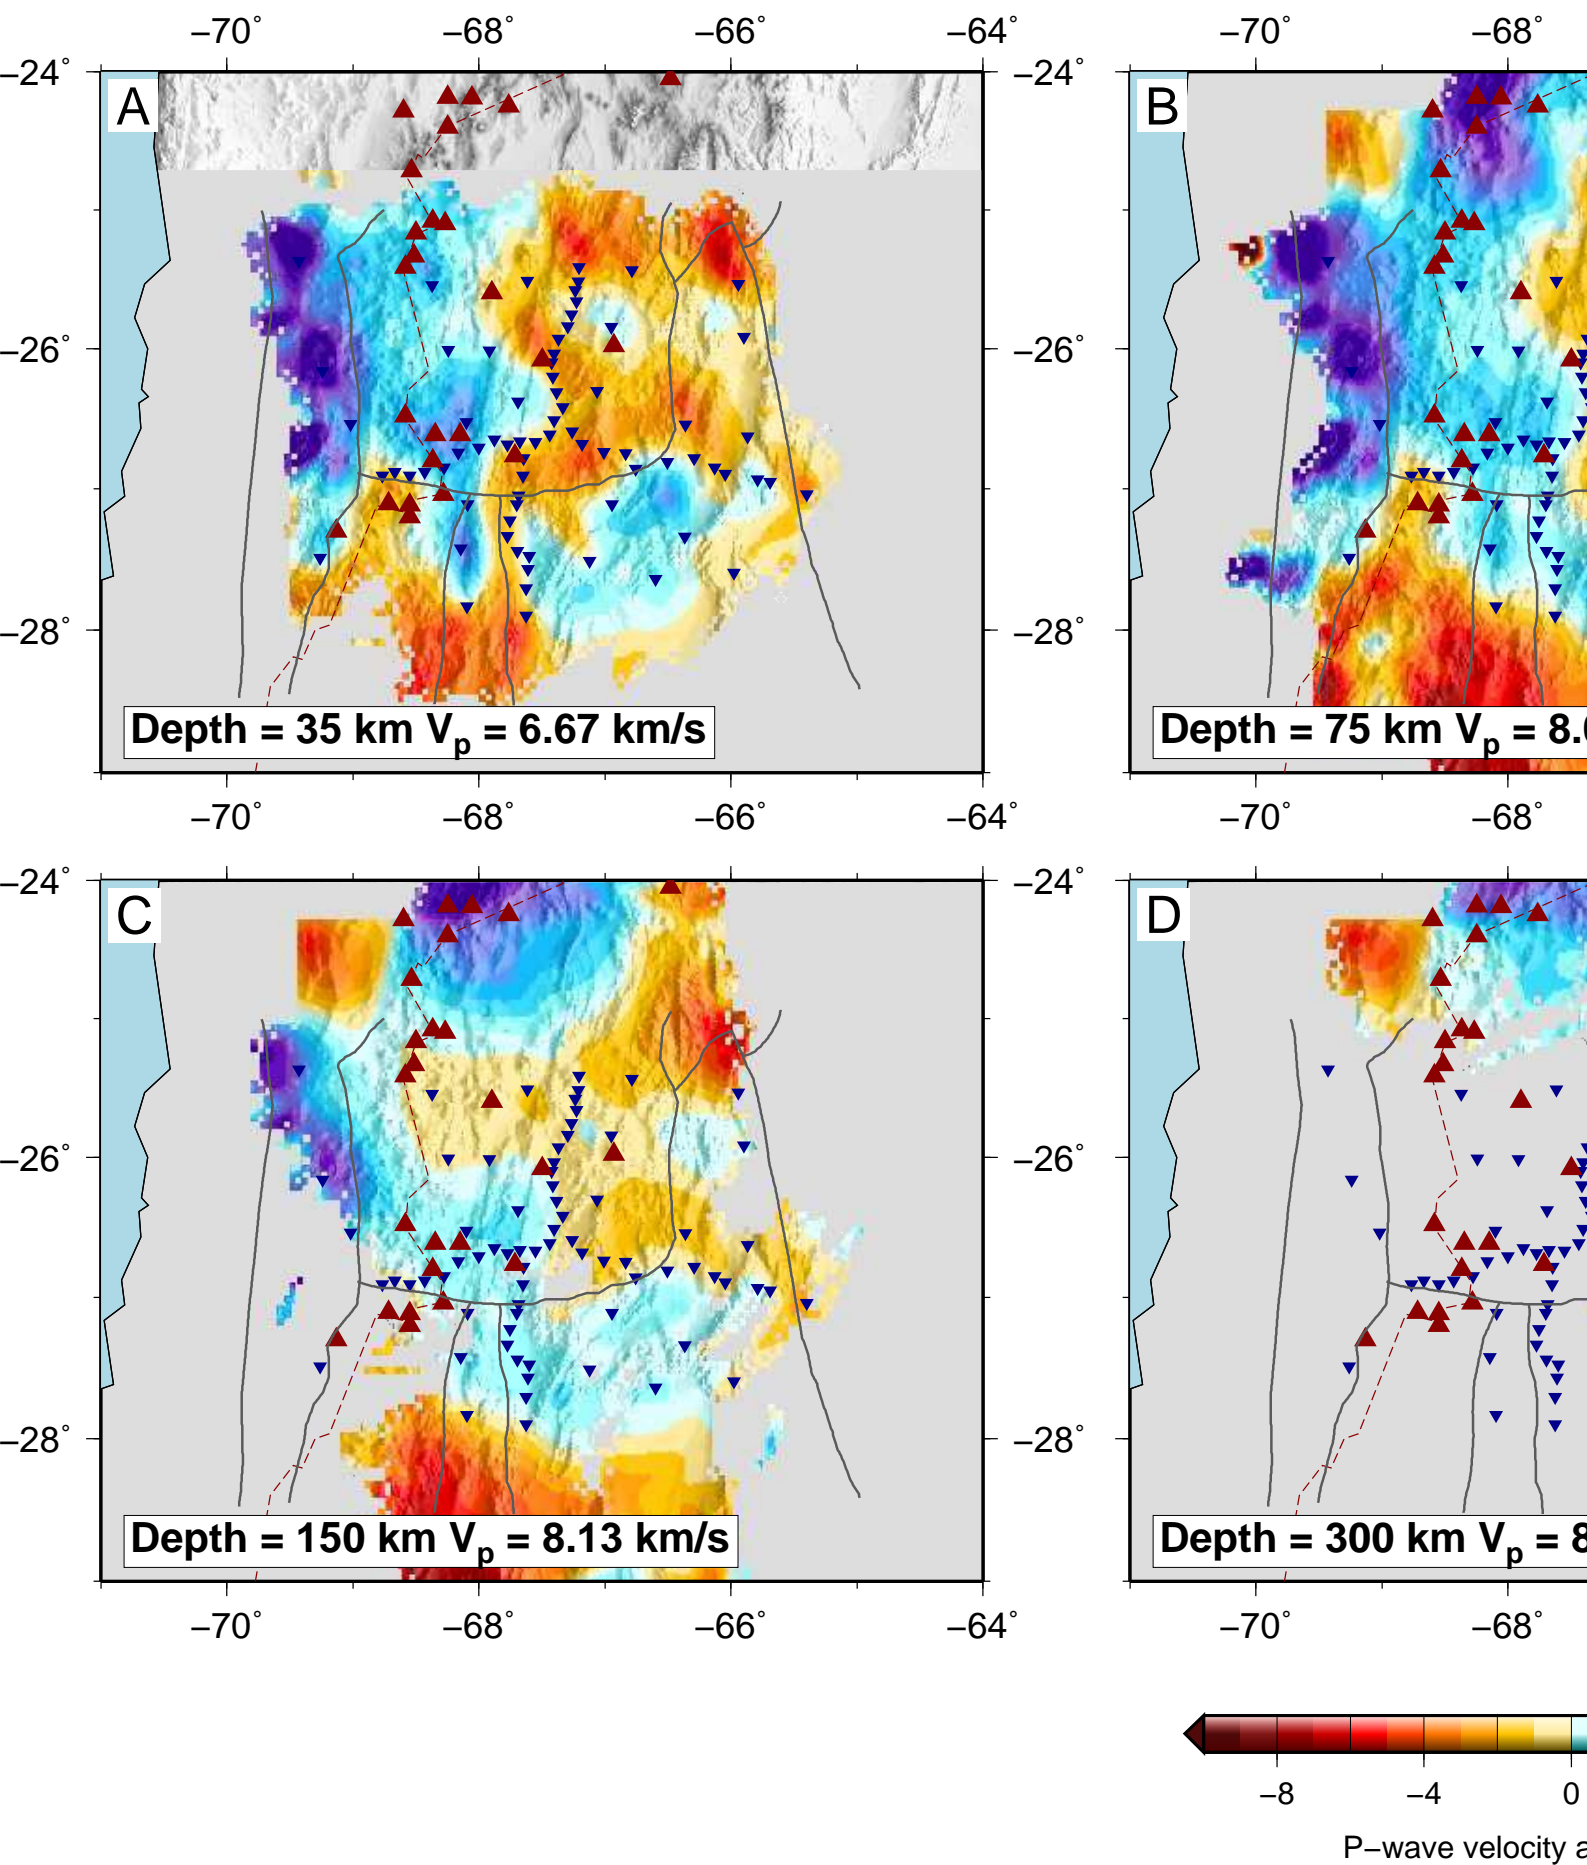 −70° −68° −66° −64° −70° −68°
−24° −24°
A B
−26° −26°
−28° −28°
Depth = 35 km Vp = 6.67 km/s Depth = 75 km Vp = 8.
−70° −68° −66° −64° −70° −68°
−24° −24°
C D
−26° −26°
−28° −28°
Depth = 150 km Vp = 8.13 km/s Depth = 300 km Vp = 8
−70° −68° −66° −64° −70° −68°
−8 −4 0
P−wave velocity a